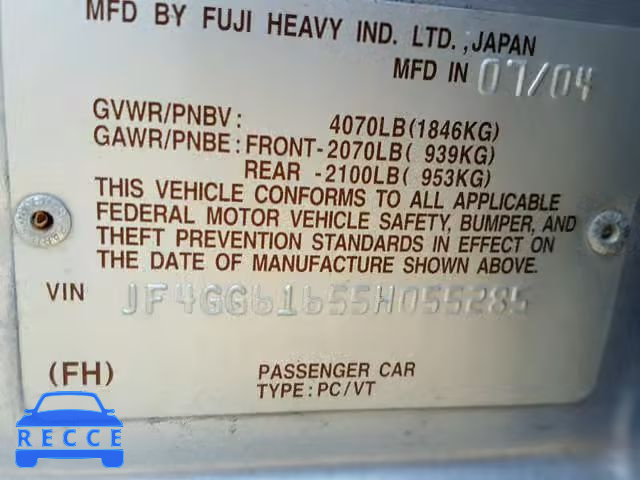 MFD BY FUJI HEAVY IND. LTD., JAPAN
MFD IN 07/04
GVWR/PNBV: 4070LB(1846KG)
GAWR/PNBE: FRONT-2070LB( 939KG)
REAR -2100LB( 953KG)
THIS VEHICLE CONFORMS TO ALL APPLICABLE
FEDERAL MOTOR VEHICLE SAFETY, BUMPER, AND
THEFT PREVENTION STANDARDS IN EFFECT ON
THE DATE OF MANUFACTURE SHOWN ABOVE.
VIN JF4GG61655H055285
(FH) PASSENGER CAR
TYPE: PC/VT
RECCE